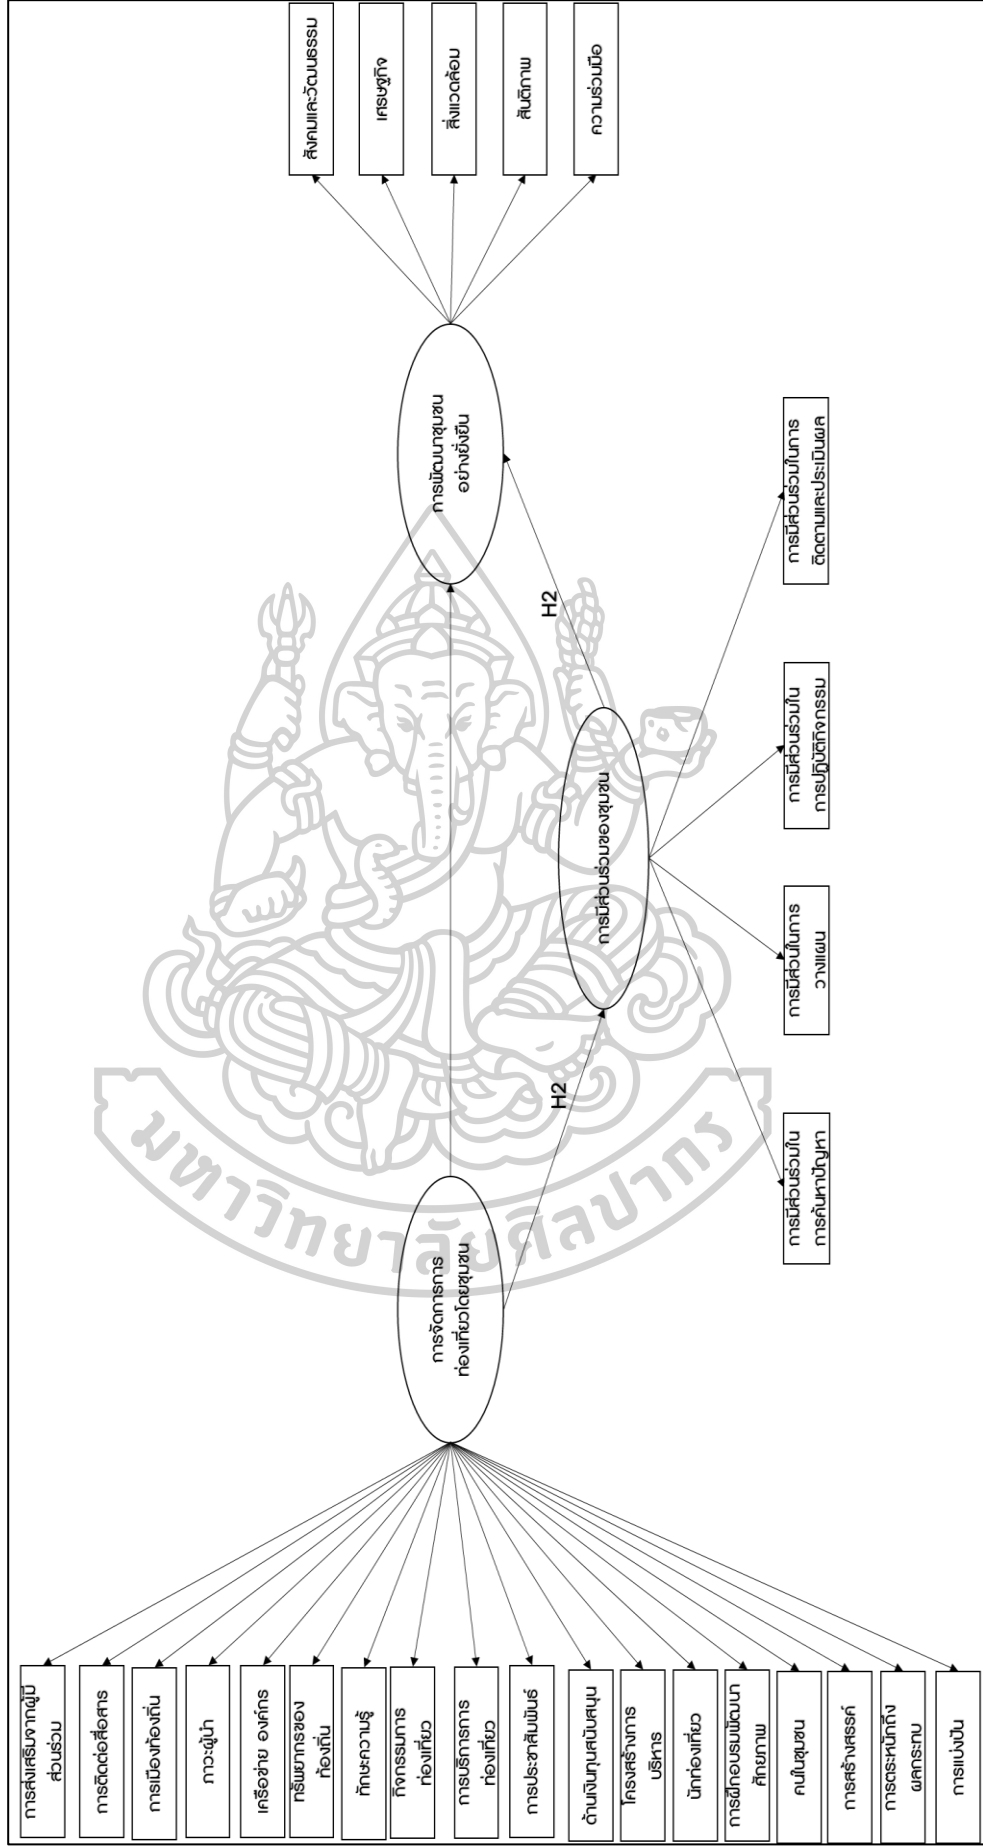 การส่งเสริมจากผู้มี
ส่วนร่วม
การติดต่อสื่อสาร
การเมืองท้องถิ่น
ภาวะผู้นำ
เครือข่าย องค์กร
ทรัพยากรของ
ท้องถิ่น
ทักษะความรู้
กิจกรรมการ
ท่องเที่ยว
การบริการการ
ท่องเที่ยว
การประชาสัมพันธ์
ด้านเงินทุนสนับสนุน
โครงสร้างการ
บริหาร
นักท่องเที่ยว
การฝึกอบรมพัฒนา
ศักยภาพ
คนในชุมชน
การสร้างสรรค์
การตระหนักถึง
ผลกระทบ
การแบ่งปัน
การจัดการการ
ท่องเที่ยวโดยชุมชน
H2
การมีส่วนร่วมของชุมชน
H2
การมีส่วนร่วมใน
การค้นหาปัญหา
การมีส่วนในการ
วางแผน
การมีส่วนร่วมใน
การปฏิบัติกิจกรรม
การมีส่วนร่วมในการ
ติดตามและประเมินผล
การพัฒนาชุมชน
อย่างยั่งยืน
สังคมและวัฒนธรรม
เศรษฐกิจ
สิ่งแวดล้อม
สันติภาพ
ความร่วมมือ
มหาวิทยาลัยศิลปากร